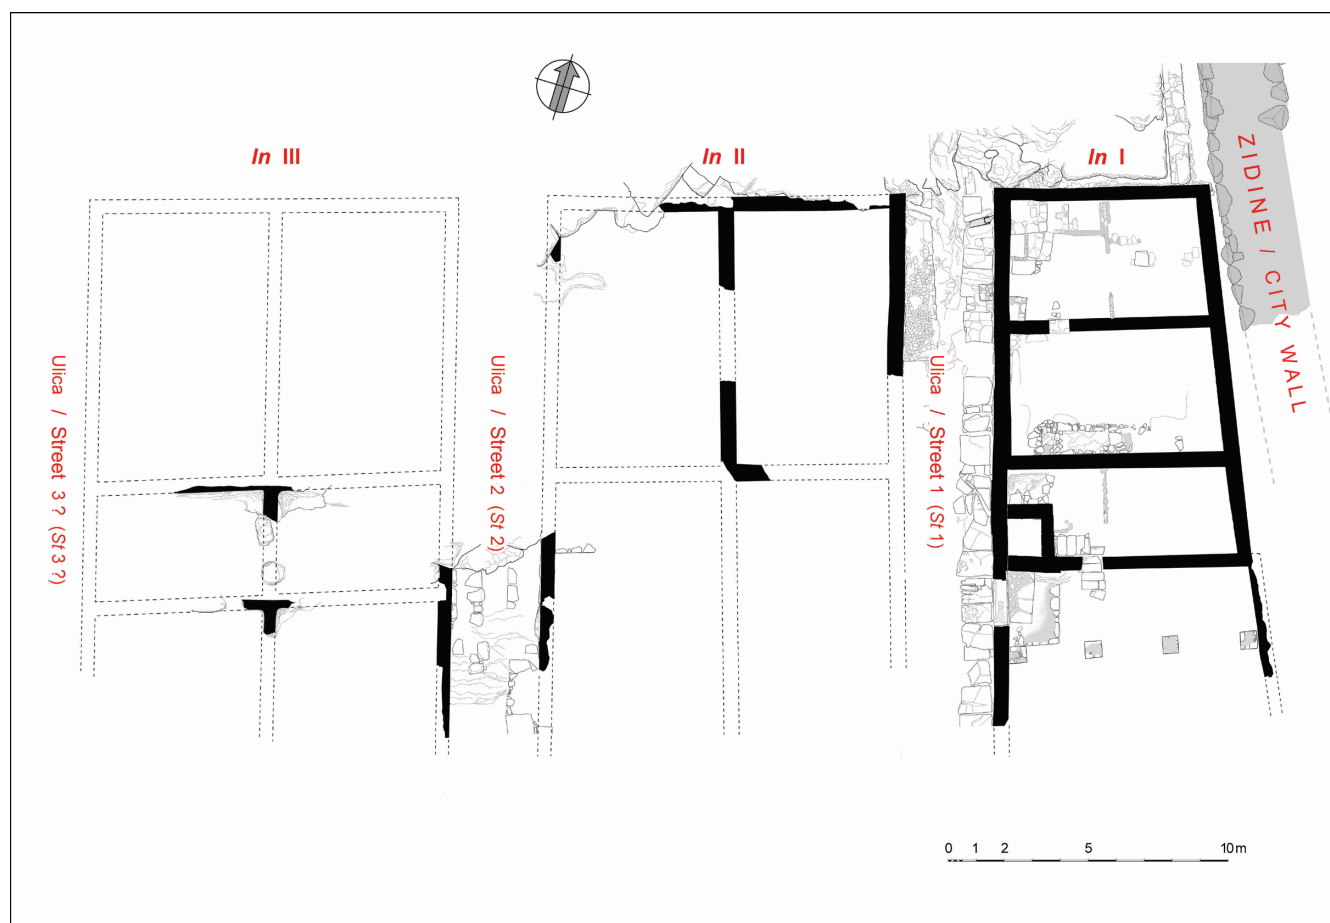 In III
In II
In I
ZIDINE / CITY WALL
Ulica / Street 3 ? (St 3 ?)
Ulica / Street 2 (St 2)
Ulica / Street 1 (St 1)
0 1 2 5 10 m